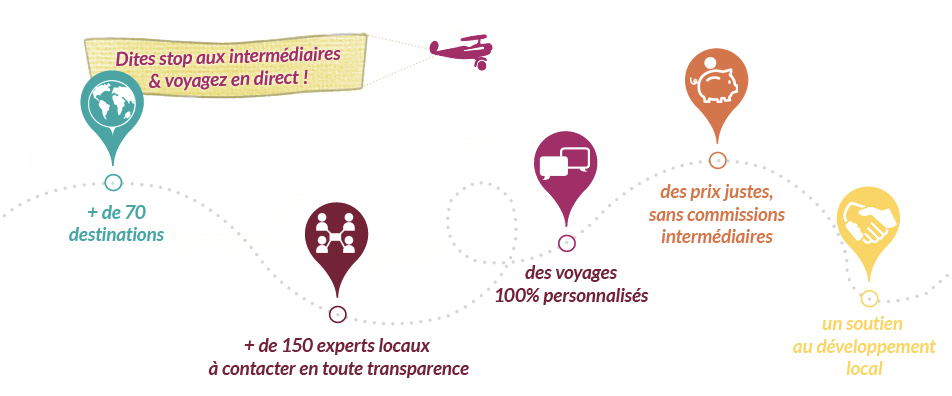 Dites stop aux intermédiaires
& voyagez en direct !
+ de 70
destinations
+ de 150 experts locaux
à contacter en toute transparence
des voyages
100% personnalisés
des prix justes,
sans commissions
intermédiaires
un soutien
au développement
local